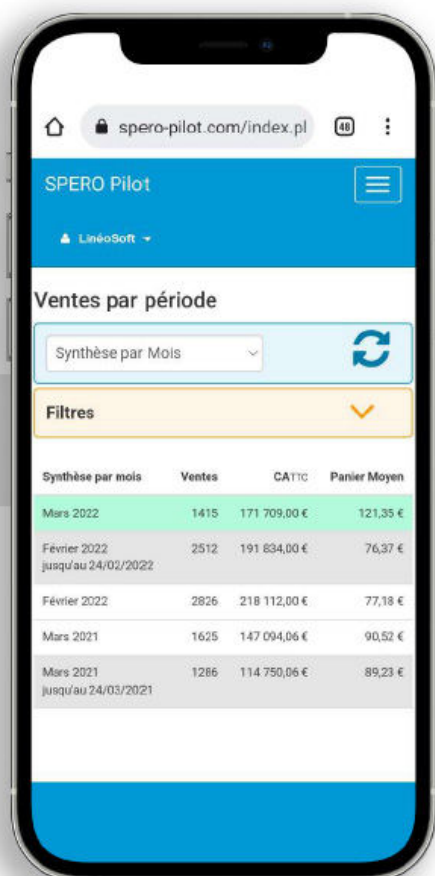 spero-pilot.com/index.pl 48
SPERO Pilot
LinéoSoft
Ventes par période
Synthèse par Mois
Filtres
Synthèse par mois Ventes CATTC Panier Moyen
Mars 2022 1415 171 709,00 € 121,35 €
Février 2022 2512 191 834,00 € 76,37 €
jusqu'au 24/02/2022
Février 2022 2826 218 112,00 € 77,18 €
Mars 2021 1625 147 094,06 € 90,52 €
Mars 2021 1286 114 750,06 € 89,23 €
jusqu'au 24/03/2021